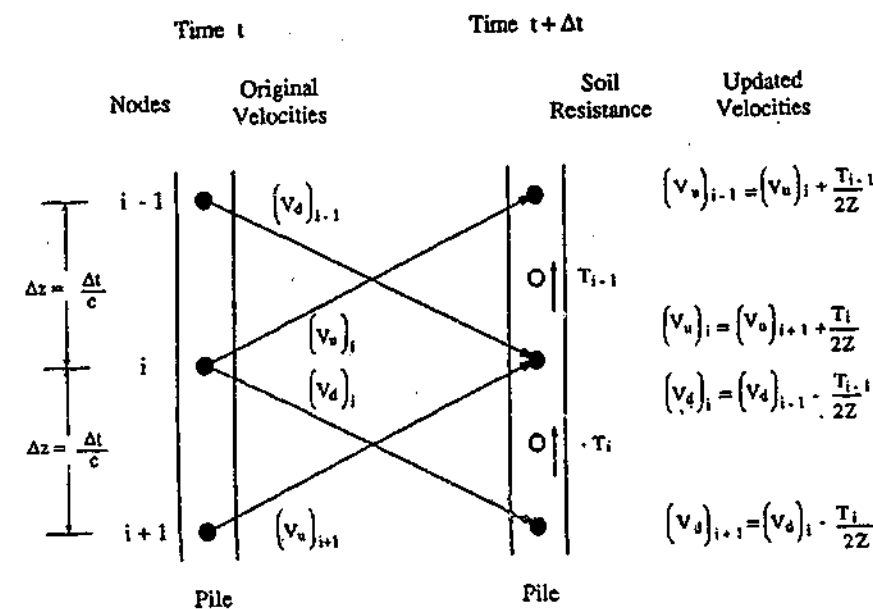 Time t Time t + Δt
Nodes Original Velocities Soil Resistance Updated Velocities
i - 1 (Vd)i-1 (Vu)i-1 = (Vu)i + Ti-1/2Z
Δz = Δt/c Ti-1
(Vu)i (Vu)i = (Vu)i+1 + Ti/2Z
i
(Vd)i (Vd)i = (Vd)i-1 - Ti-1/2Z
Δz = Δt/c Ti
i + 1 (Vu)i+1 (Vd)i+1 = (Vd)i - Ti/2Z
Pile Pile